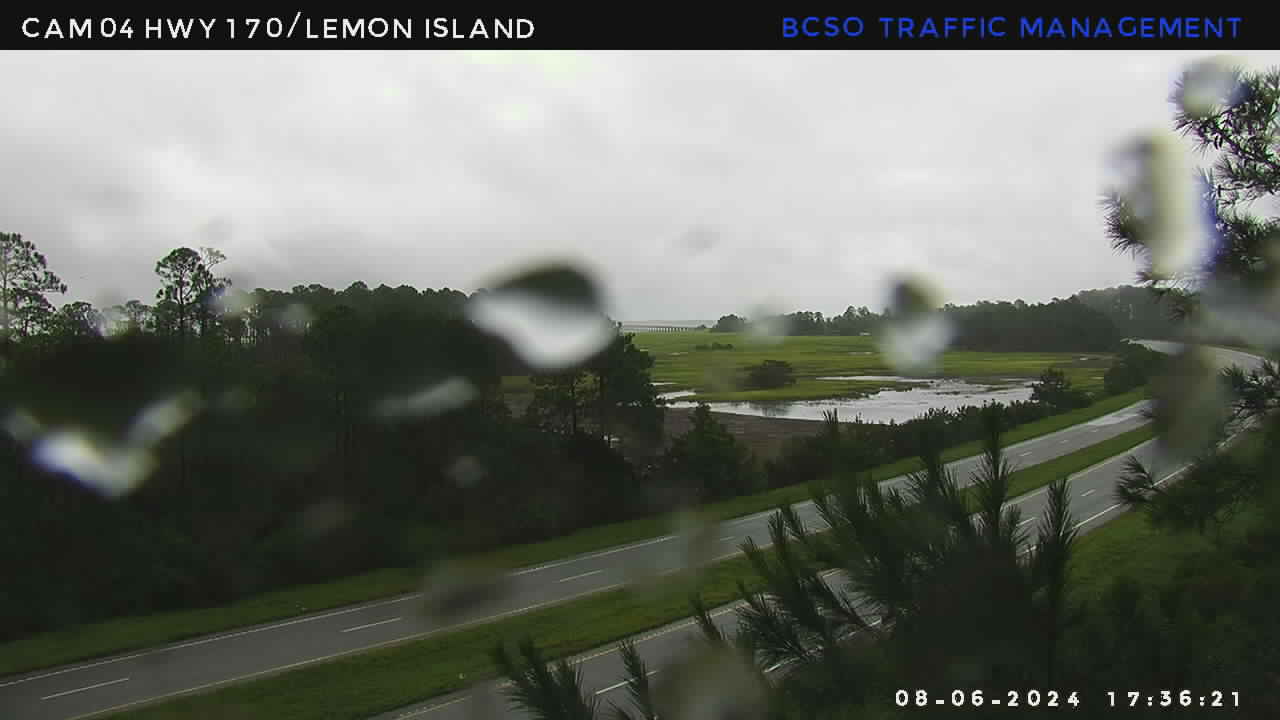 CAM04 HWY 170/LEMON ISLAND BCSO TRAFFIC MANAGEMENT
08-06-2024 17:36:21